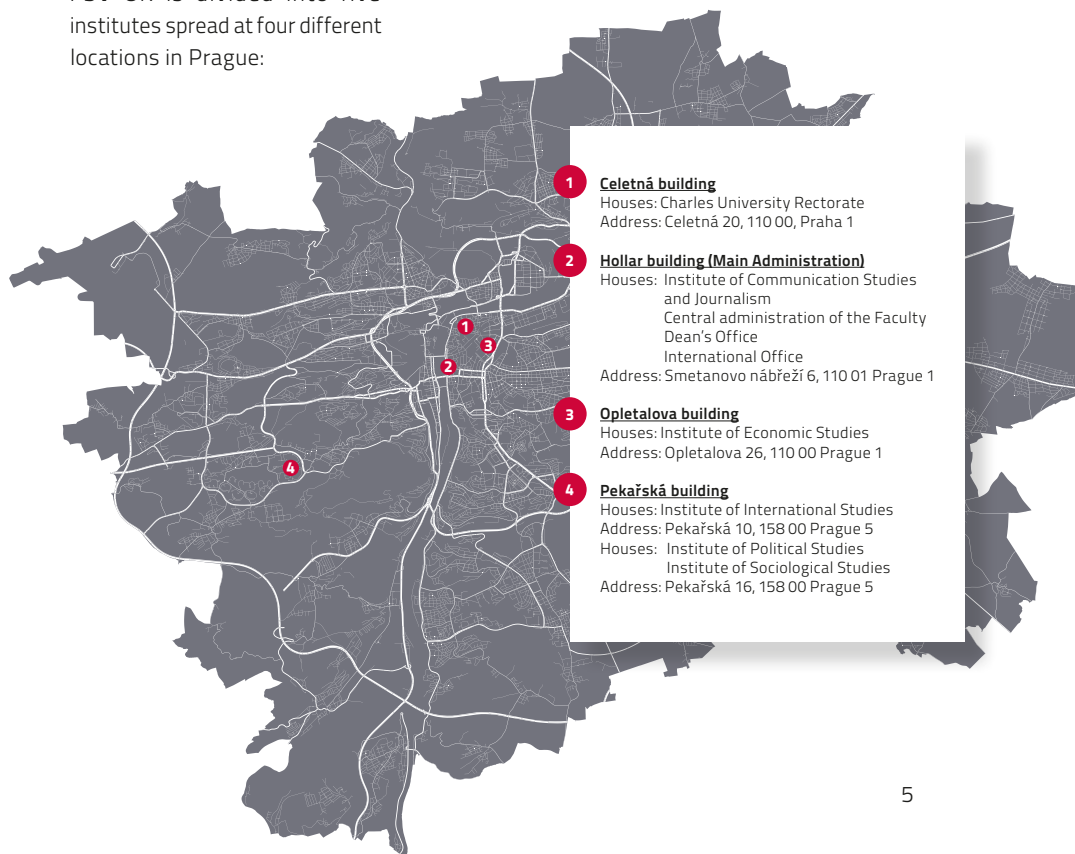 institutes spread at four different
locations in Prague:
1
3
2
4
1 Celetná building
Houses: Charles University Rectorate
Address: Celetná 20, 110 00, Praha 1
2 Hollar building (Main Administration)
Houses: Institute of Communication Studies
and Journalism
Central administration of the Faculty
Dean's Office
International Office
Address: Smetanovo nábřeží 6, 110 01 Prague 1
3 Opletalova building
Houses: Institute of Economic Studies
Address: Opletalova 26, 110 00 Prague 1
4 Pekařská building
Houses: Institute of International Studies
Address: Pekařská 10, 158 00 Prague 5
Houses: Institute of Political Studies
Institute of Sociological Studies
Address: Pekařská 16, 158 00 Prague 5
5